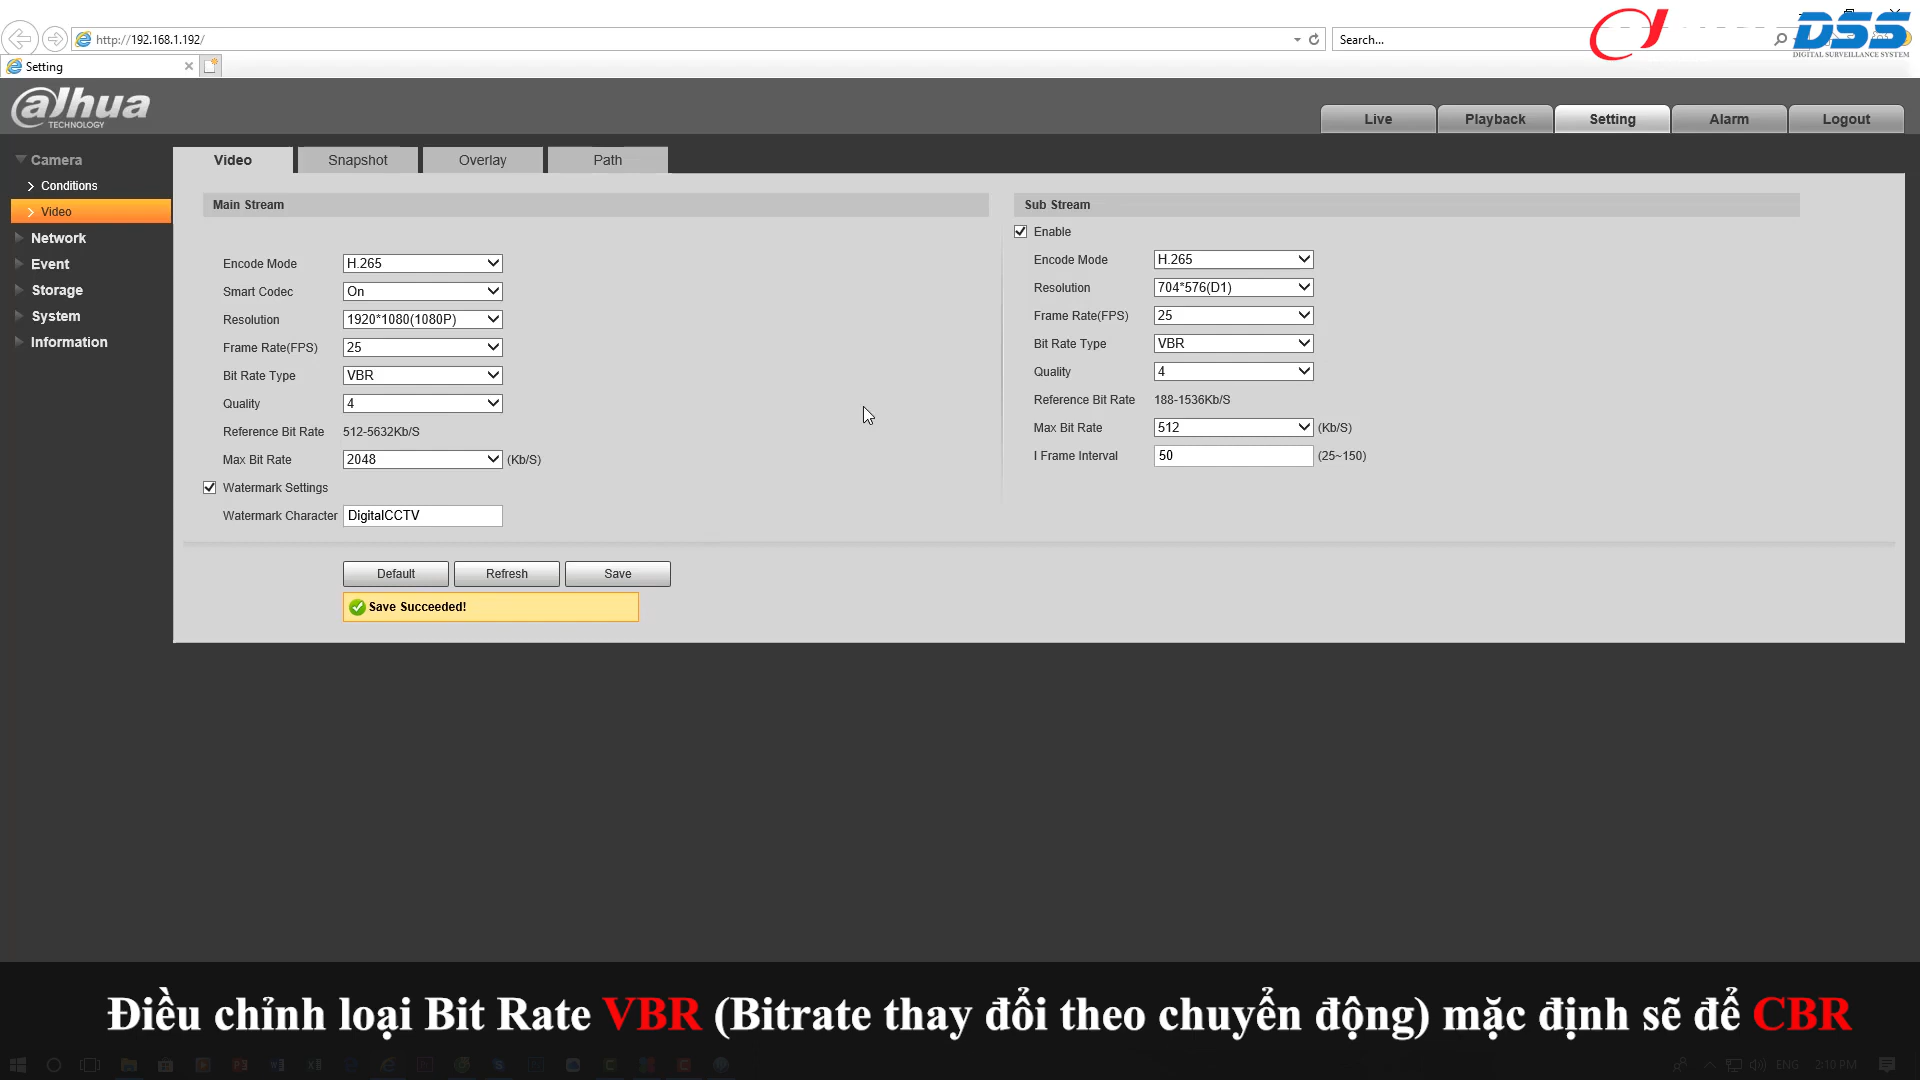 http://192.168.1.192/
Search...
DSS
DIGITAL SURVEILLANCE SYSTEM
Setting
alhua
TECHNOLOGY
Live
Playback
Setting
Alarm
Logout
Camera
Conditions
Video
Network
Event
Storage
System
Information
Video
Snapshot
Overlay
Path
Main Stream
Encode Mode H.265
Smart Codec On
Resolution 1920*1080(1080P)
Frame Rate(FPS) 25
Bit Rate Type VBR
Quality 4
Reference Bit Rate 512-5632Kb/S
Max Bit Rate 2048 (Kb/S)
Watermark Settings
Watermark Character DigitalCCTV
Sub Stream
Enable
Encode Mode H.265
Resolution 704*576(D1)
Frame Rate(FPS) 25
Bit Rate Type VBR
Quality 4
Reference Bit Rate 188-1536Kb/S
Max Bit Rate 512 (Kb/S)
I Frame Interval 50 (25~150)
Default
Refresh
Save
Save Succeeded!
Điều chỉnh loại Bit Rate VBR (Bitrate thay đổi theo chuyển động) mặc định sẽ để CBR
ENG
2:10 PM